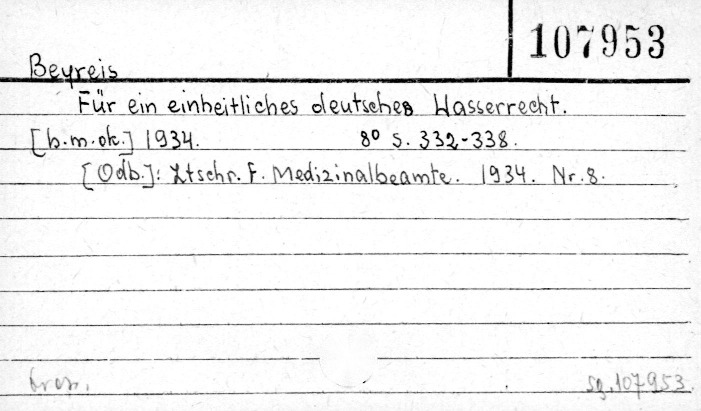 107953
Beyreis
Für ein einheitliches deutsches Wasserrecht.
[b.m.ok.] 1934. 8° S. 332-338.
[Odb.]: Ztschr. F. Medizinalbeamte. 1934. Nr. 8.
Sg. 107953.